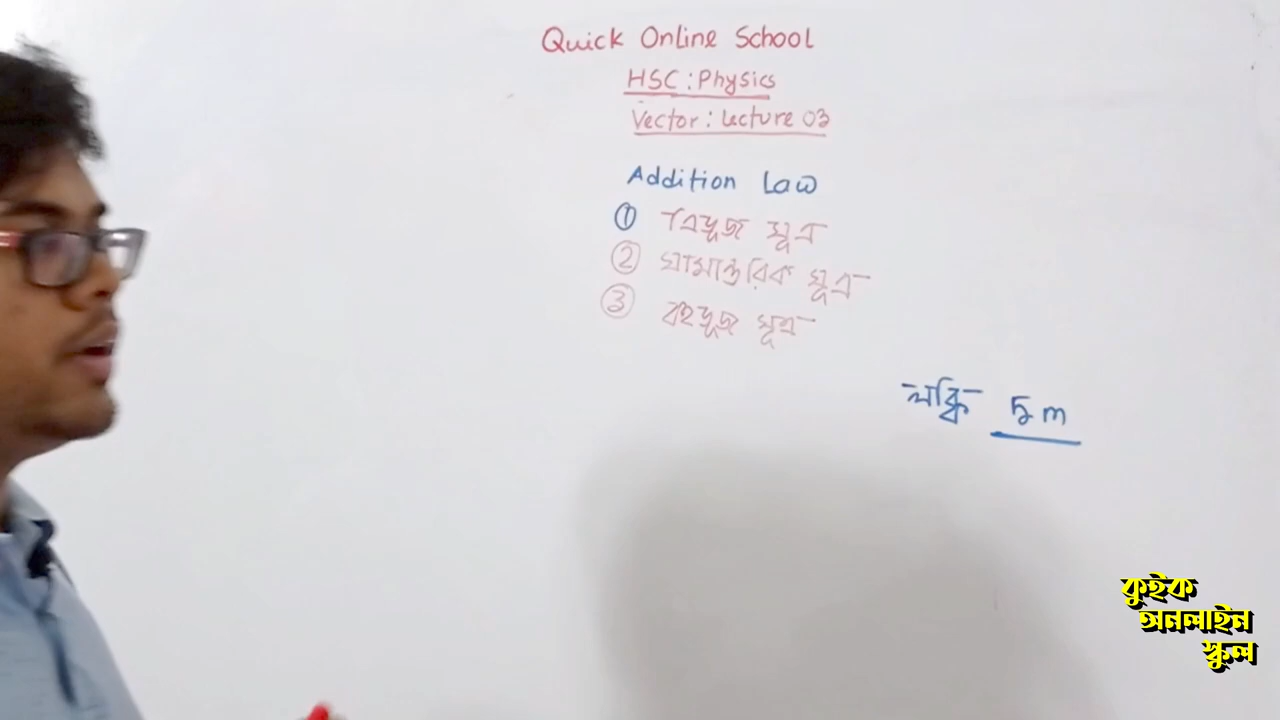 Quick Online School
HSC : Physics
Vector : Lecture 03
Addition Law
① ত্রিভূজ সূত্র
② সামান্তরিক সূত্র
③ বহুভূজ সূত্র
লব্ধি 5 m
কুইক
অনলাইন
স্কুল